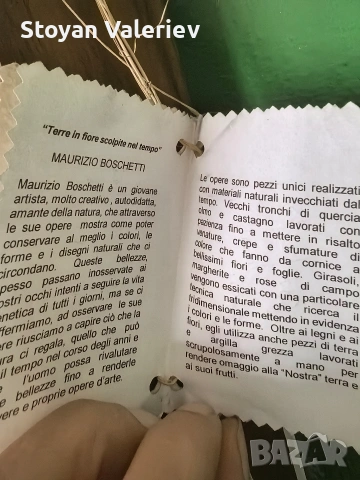 Stoyan Valeriev
"Terre in fiore scolpite nel tempo"
MAURIZIO BOSCHETTI
Maurizio Boschetti è un giovane
artista, molto creativo, autodidatta,
amante della natura, che attraverso
le sue opere mostra come poter
conservare al meglio i colori, le
forme e i disegni naturali che ci
circondano. Queste bellezze,
spesso passano inosservate ai
nostri occhi intenti a seguire la vita
frenetica di tutti i giorni, ma se ci
soffermiamo, ad osservare le sue
opere riusciamo a capire ciò che la
natura ci regala, quello che può
il tempo nel corso degli anni e
l'uomo possa rivalutare
bellezze fino a renderle
vere e proprie opere d'arte.
Le opere sono pezzi unici realizzati
con materiali naturali invecchiati dal
tempo. Vecchi tronchi di quercia
olmo e castagno lavorati con
pazienza fino a mettere in risalto
venature, crepe e sfumature di
colore che fanno da cornice a
bellissimi fiori e foglie. Girasoli,
margherite e rose di campo
vengono essicati con una particolare
tecnica naturale che ricerca il
tridimensionale mettendo in evidenza
i colori e le forme. Oltre ai legni e ai
fiori, egli utilizza anche pezzi di terra
e argilla grezza lavorati
scrupolosamente a mano per
rendere omaggio alla "Nostra" terra e
ai suoi frutti.
BAZAR